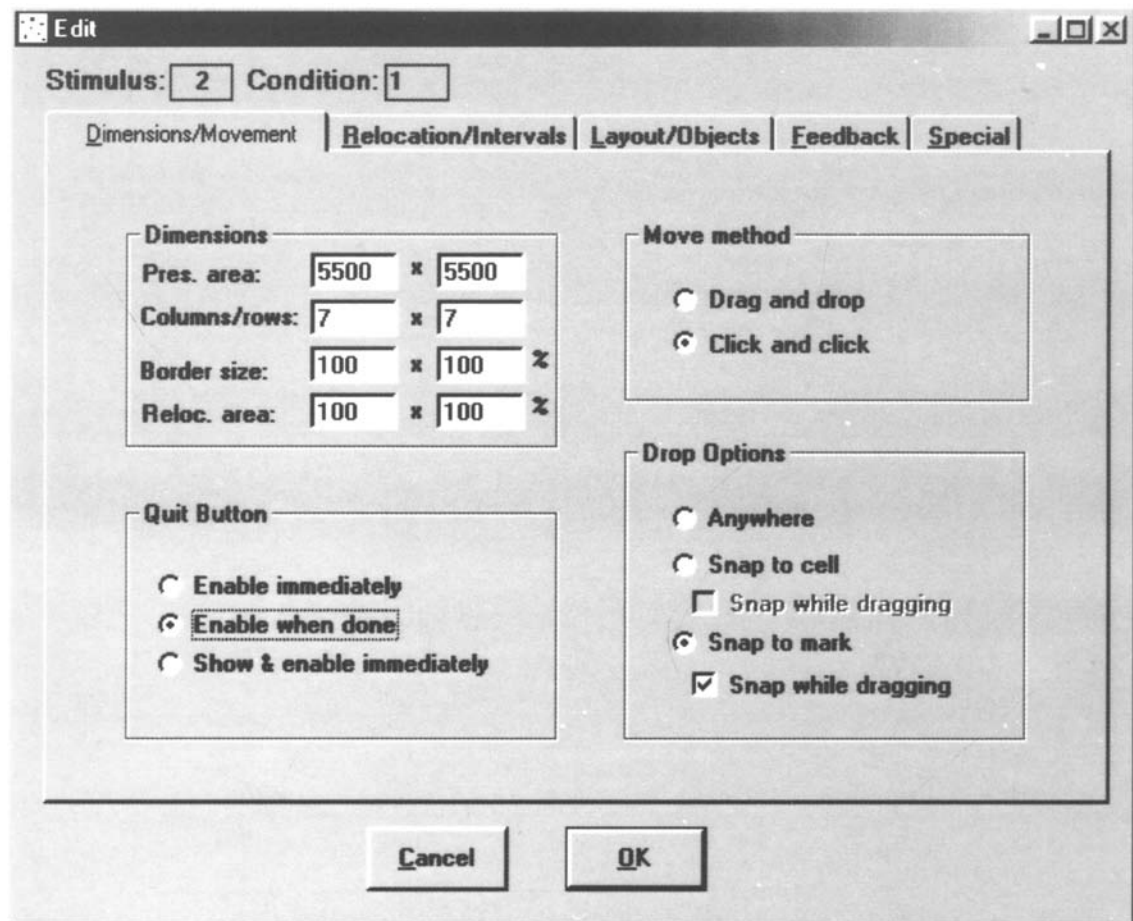 Edit
Stimulus: 2 Condition: 1
Dimensions/Movement Relocation/Intervals Layout/Objects Feedback Special
Dimensions
Pres. area: 5500 x 5500
Columns/rows: 7 x 7
Border size: 100 x 100 %
Reloc. area: 100 x 100 %
Quit Button
Enable immediately
Enable when done
Show & enable immediately
Move method
Drag and drop
Click and click
Drop Options
Anywhere
Snap to cell
Snap while dragging
Snap to mark
Snap while dragging
Cancel OK